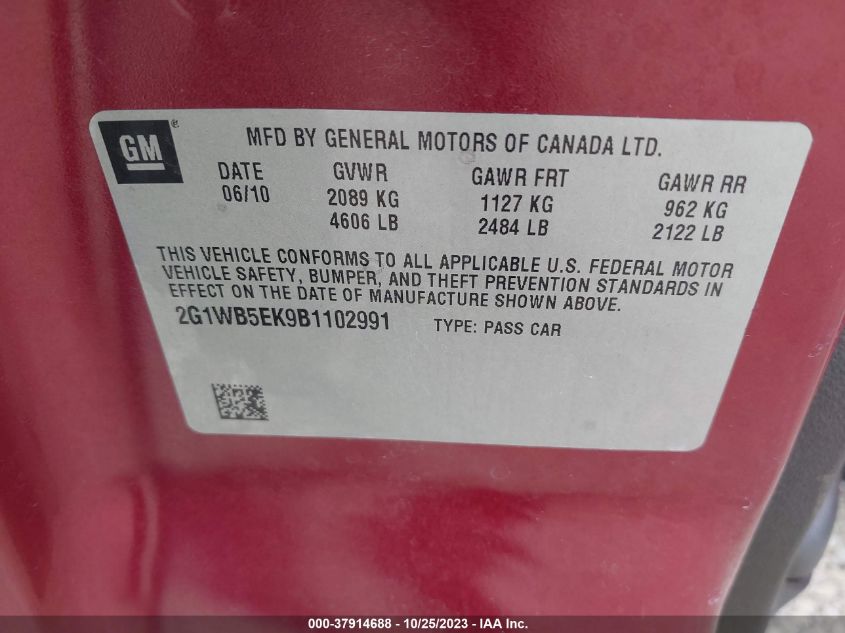 GM ®
MFD BY GENERAL MOTORS OF CANADA LTD.
DATE GVWR GAWR FRT GAWR RR
06/10 2089 KG 1127 KG 962 KG
4606 LB 2484 LB 2122 LB
THIS VEHICLE CONFORMS TO ALL APPLICABLE U.S. FEDERAL MOTOR
VEHICLE SAFETY, BUMPER, AND THEFT PREVENTION STANDARDS IN
EFFECT ON THE DATE OF MANUFACTURE SHOWN ABOVE.
2G1WB5EK9B1102991 TYPE: PASS CAR
000-37914688 - 10/25/2023 - IAA Inc.